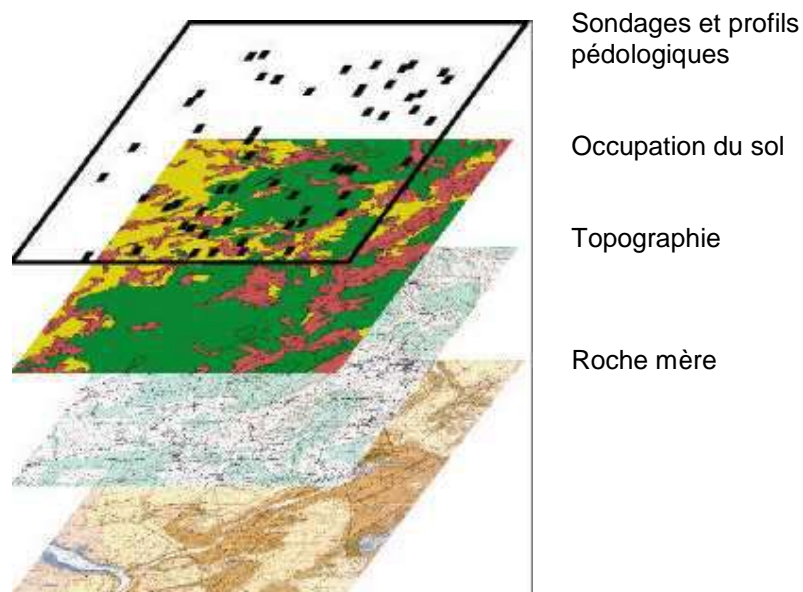 Sondages et profils
pédologiques
Occupation du sol
Topographie
Roche mère